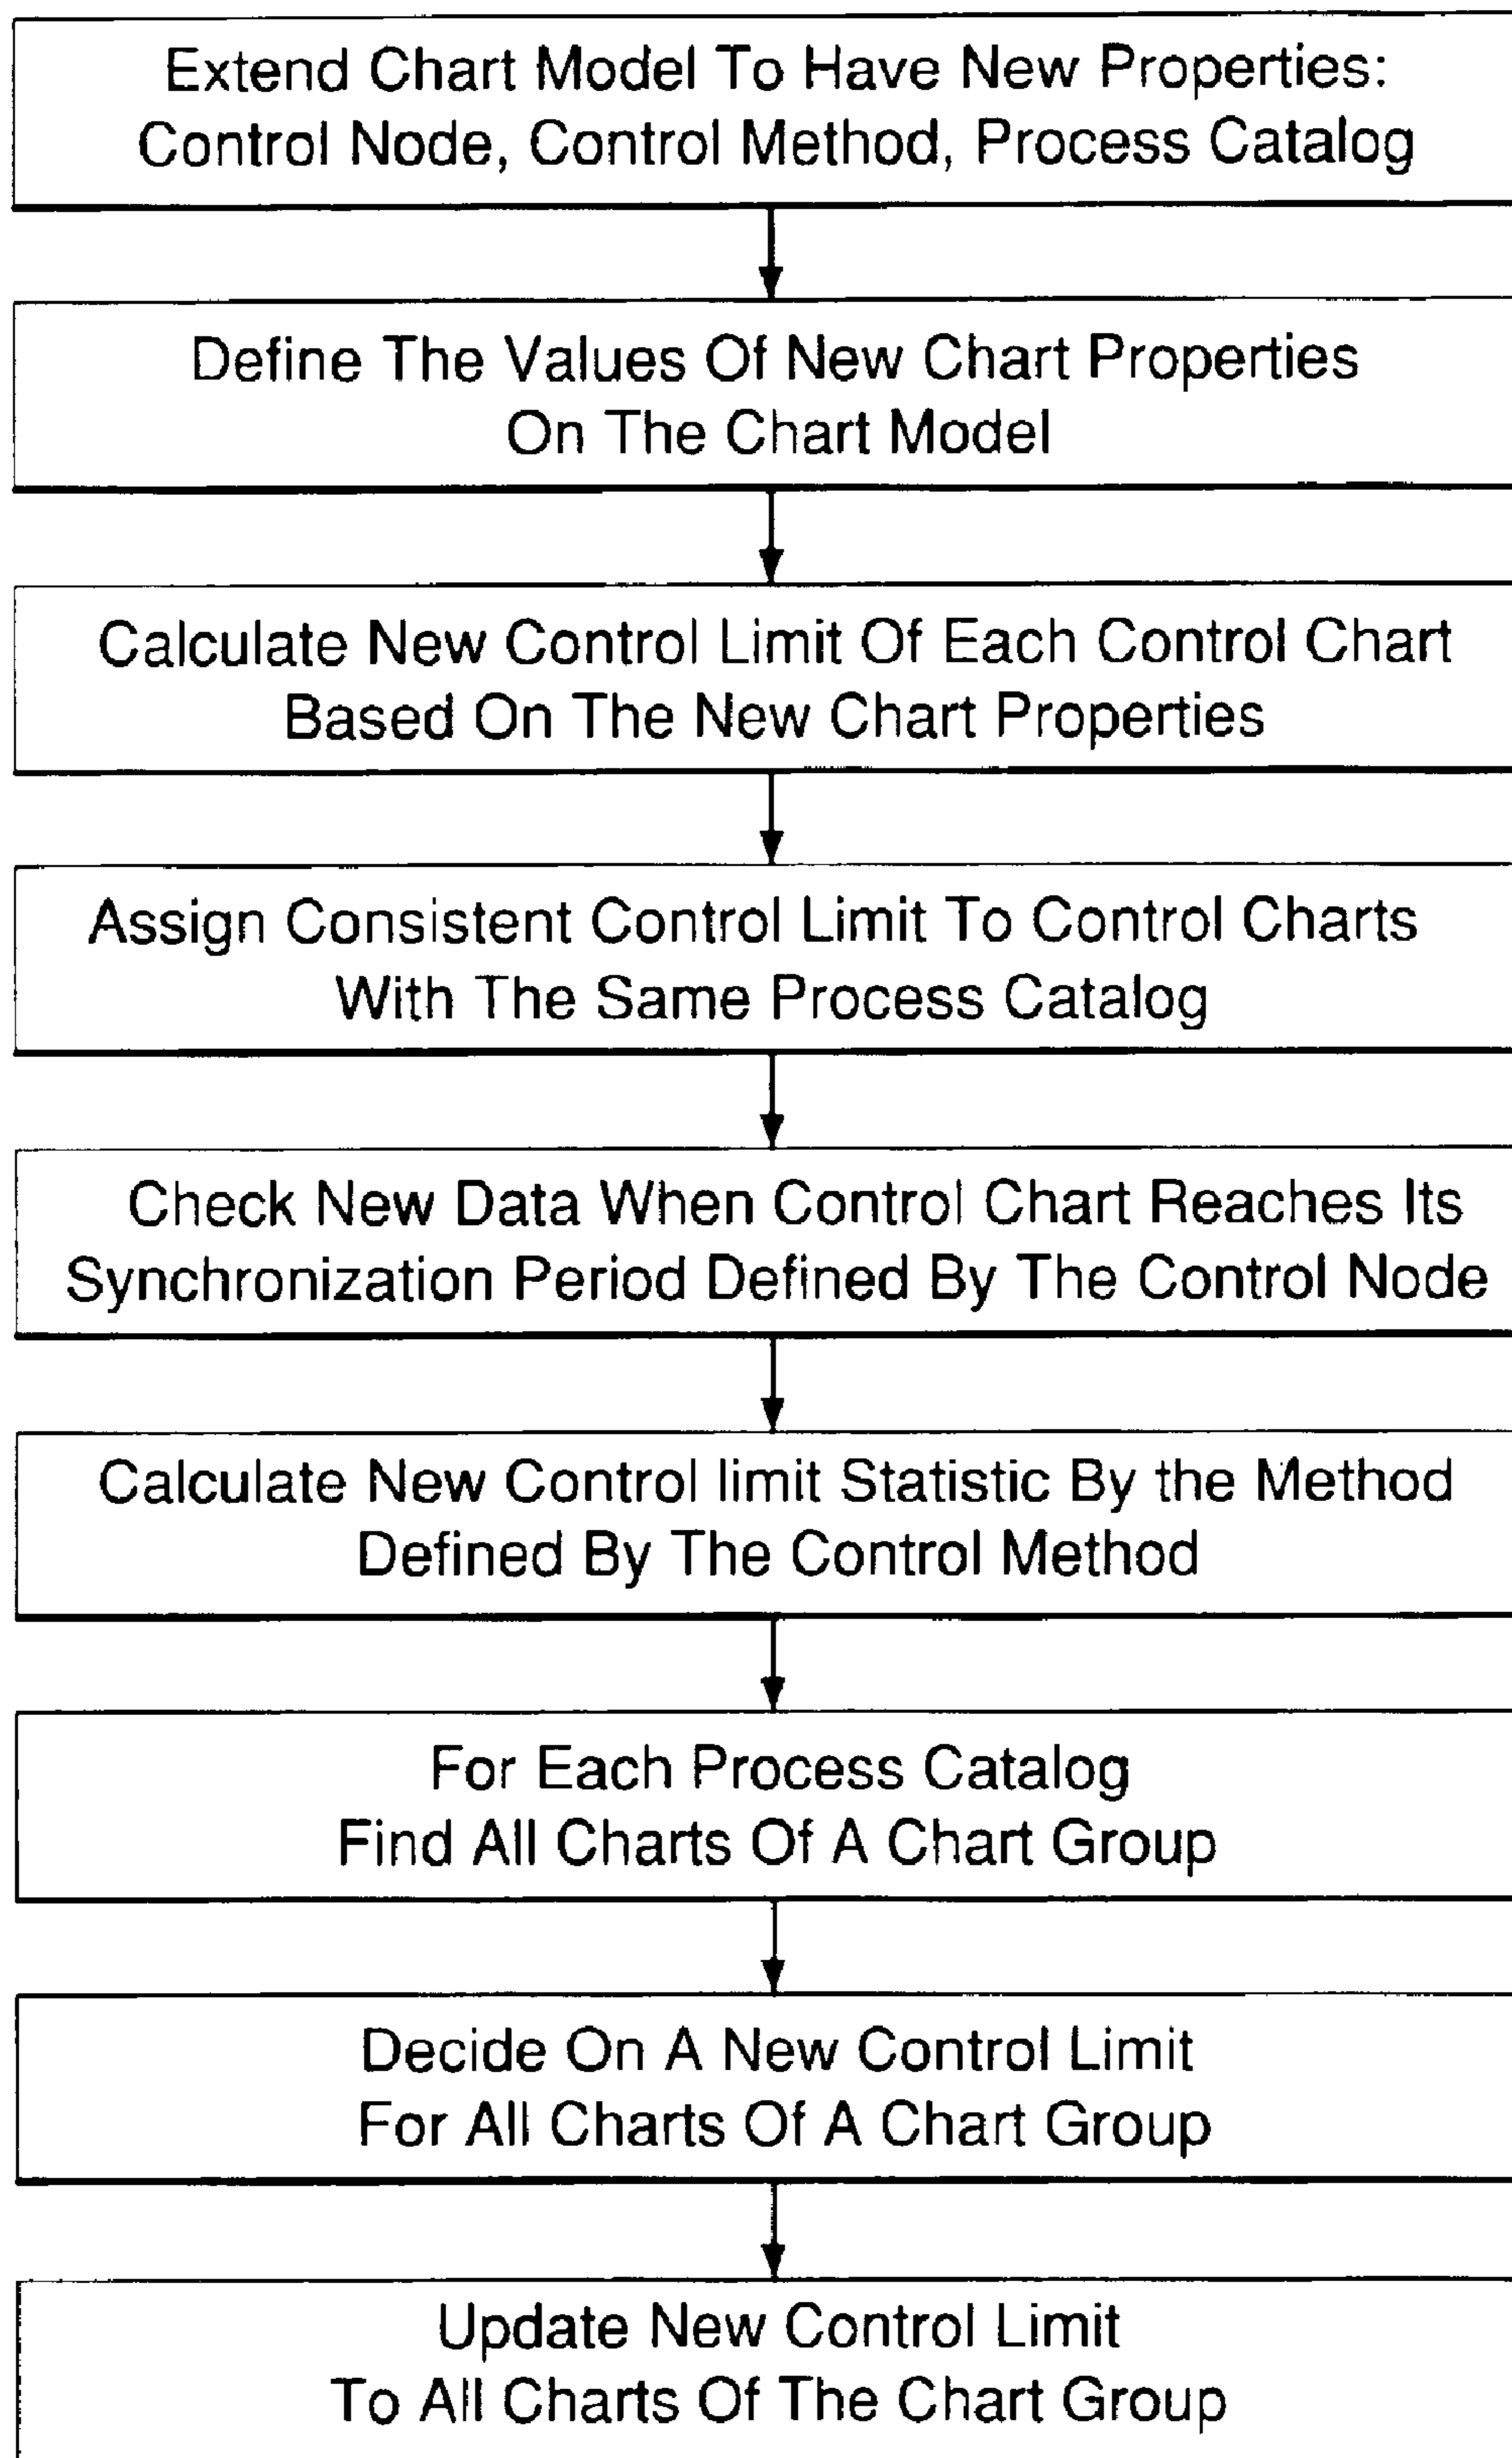 Extend Chart Model To Have New Properties:
Control Node, Control Method, Process Catalog
Define The Values Of New Chart Properties
On The Chart Model
Calculate New Control Limit Of Each Control Chart
Based On The New Chart Properties
Assign Consistent Control Limit To Control Charts
With The Same Process Catalog
Check New Data When Control Chart Reaches Its
Synchronization Period Defined By The Control Node
Calculate New Control limit Statistic By the Method
Defined By The Control Method
For Each Process Catalog
Find All Charts Of A Chart Group
Decide On A New Control Limit
For All Charts Of A Chart Group
Update New Control Limit
To All Charts Of The Chart Group